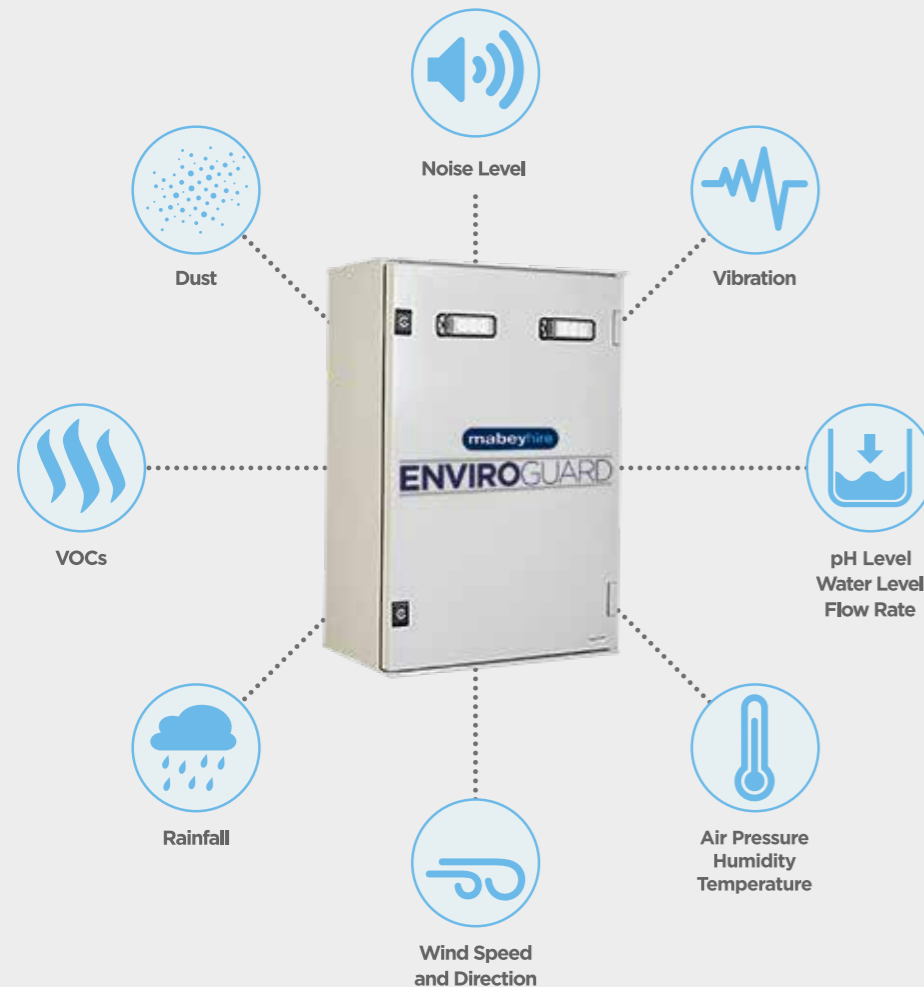 Noise Level
Dust
Vibration
mabeyhire
ENVIROGUARD
VOCs
pH Level
Water Level
Flow Rate
Rainfall
Air Pressure
Humidity
Temperature
Wind Speed
and Direction